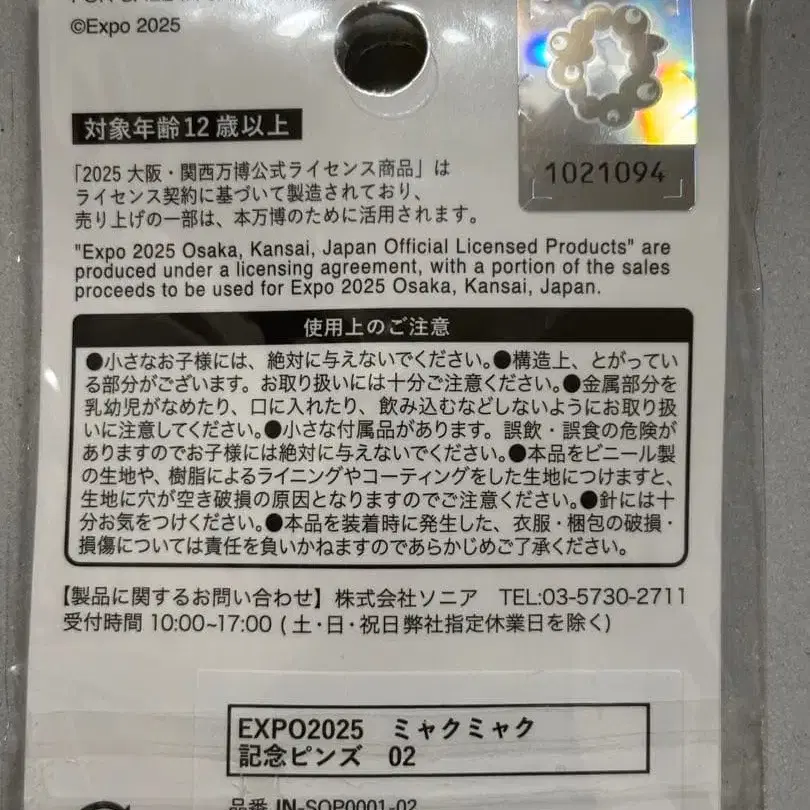 ©Expo 2025
1021094
対象年齢12歳以上
「2025 大阪・関西万博公式ライセンス商品」は
ライセンス契約に基づいて製造されており、
売り上げの一部は、本万博のために活用されます。
"Expo 2025 Osaka, Kansai, Japan Official Licensed Products" are
produced under a licensing agreement, with a portion of the sales
proceeds to be used for Expo 2025 Osaka, Kansai, Japan.
使用上のご注意
●小さなお子様には、絶対に与えないでください。●構造上、とがってい
る部分がございます。お取り扱いには十分ご注意ください。●金属部分を
乳幼児がなめたり、口に入れたり、飲み込むなどしないようにお取り扱
いに注意してください。●小さな付属品があります。誤飲・誤食の危険が
ありますのでお子様には絶対に与えないでください。●本品をビニール製
の生地や、樹脂によるライニングやコーティングをした生地につけますと、
生地に穴が空き破損の原因となりますのでご注意ください。●針には十
分お気をつけください。●本品を装着時に発生した、衣服・梱包の破損・
損傷については責任を負いかねますのであらかじめご了承ください。
【製品に関するお問い合わせ】株式会社ソニア TEL:03-5730-2711
受付時間 10:00~17:00 (土・日・祝日弊社指定休業日を除く)
EXPO2025 ミャクミャク
記念ピンズ 02
品番 IN-SOP0001-02